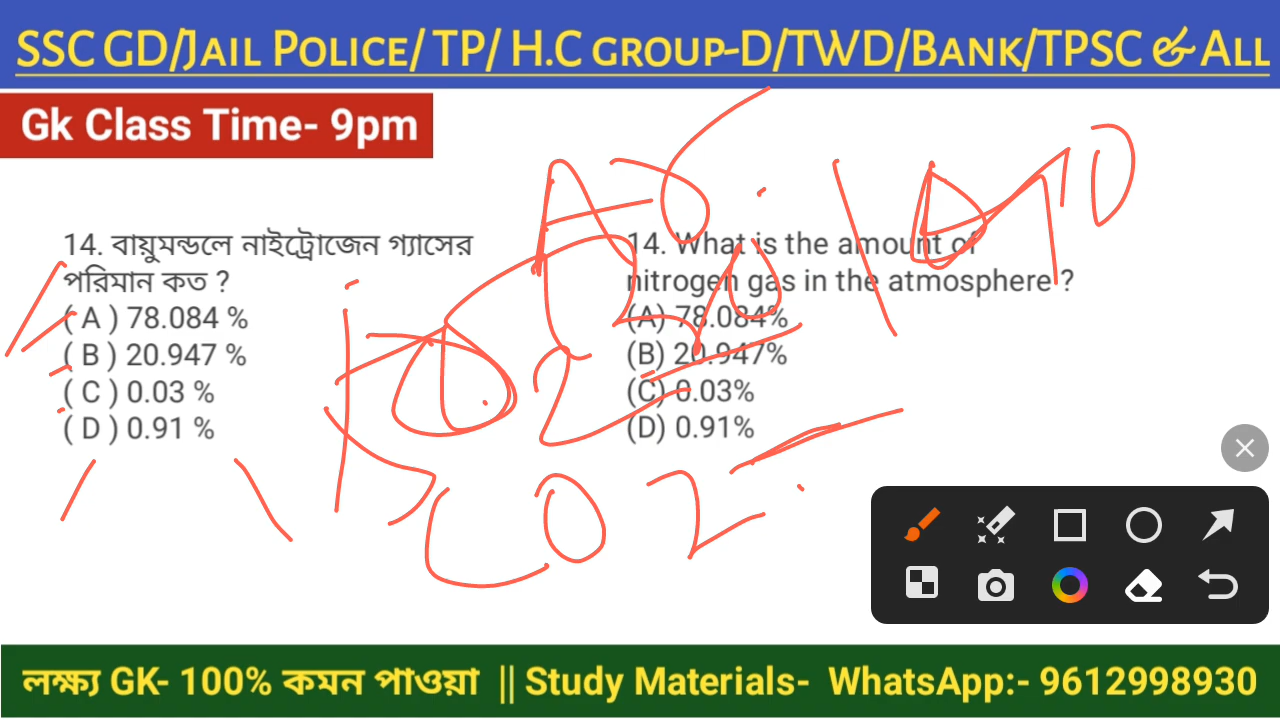 SSC GD/JAIL POLICE/ TP/ H.C GROUP-D/TWD/BANK/TPSC & ALL
Gk Class Time- 9pm
14. বায়ুমন্ডলে নাইট্রোজেন গ্যাসের
পরিমান কত ?
( A ) 78.084 %
( B ) 20.947 %
( C ) 0.03 %
( D ) 0.91 %
14. What is the amount of
nitrogen gas in the atmosphere ?
(A) 78.084%
(B) 20.947%
(C) 0.03%
(D) 0.91%
CO2
লক্ষ্য GK- 100% কমন পাওয়া || Study Materials- WhatsApp:- 9612998930